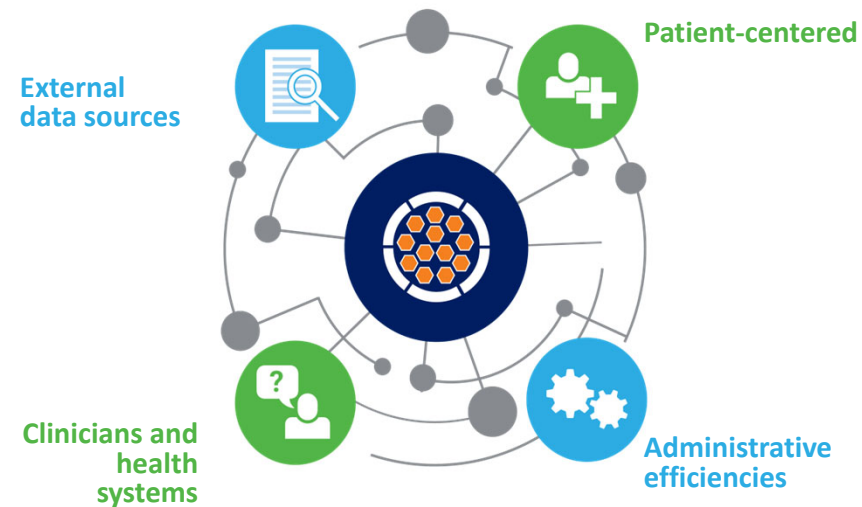 Patient-centered
External
data sources
?
Clinicians and
health
systems
Administrative
efficiencies